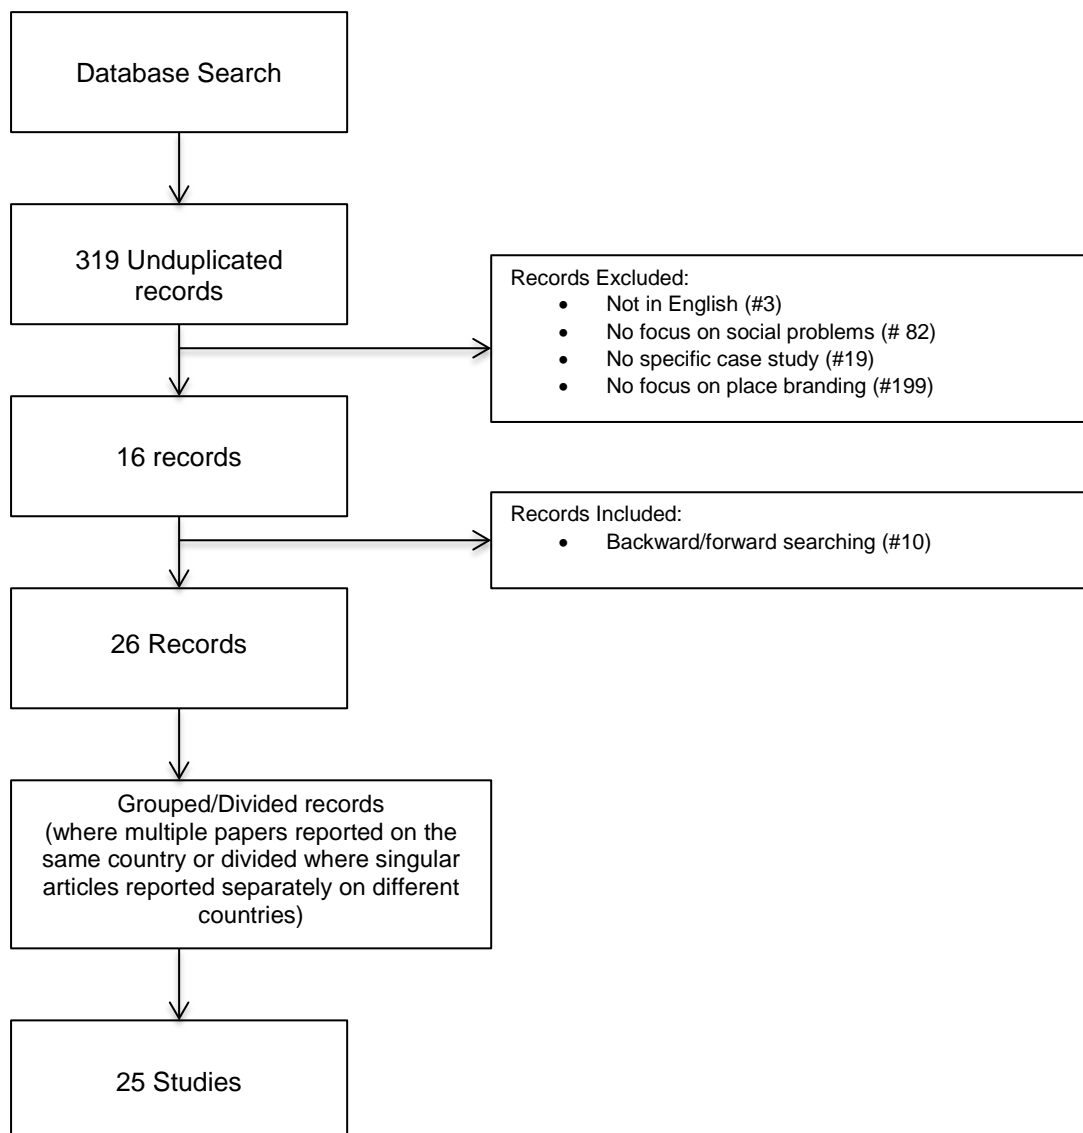 Database Search
319 Unduplicated
records
Records Excluded:
• Not in English (#3)
• No focus on social problems (# 82)
• No specific case study (#19)
• No focus on place branding (#199)
16 records
Records Included:
• Backward/forward searching (#10)
26 Records
Grouped/Divided records
(where multiple papers reported on the
same country or divided where singular
articles reported separately on different
countries)
25 Studies